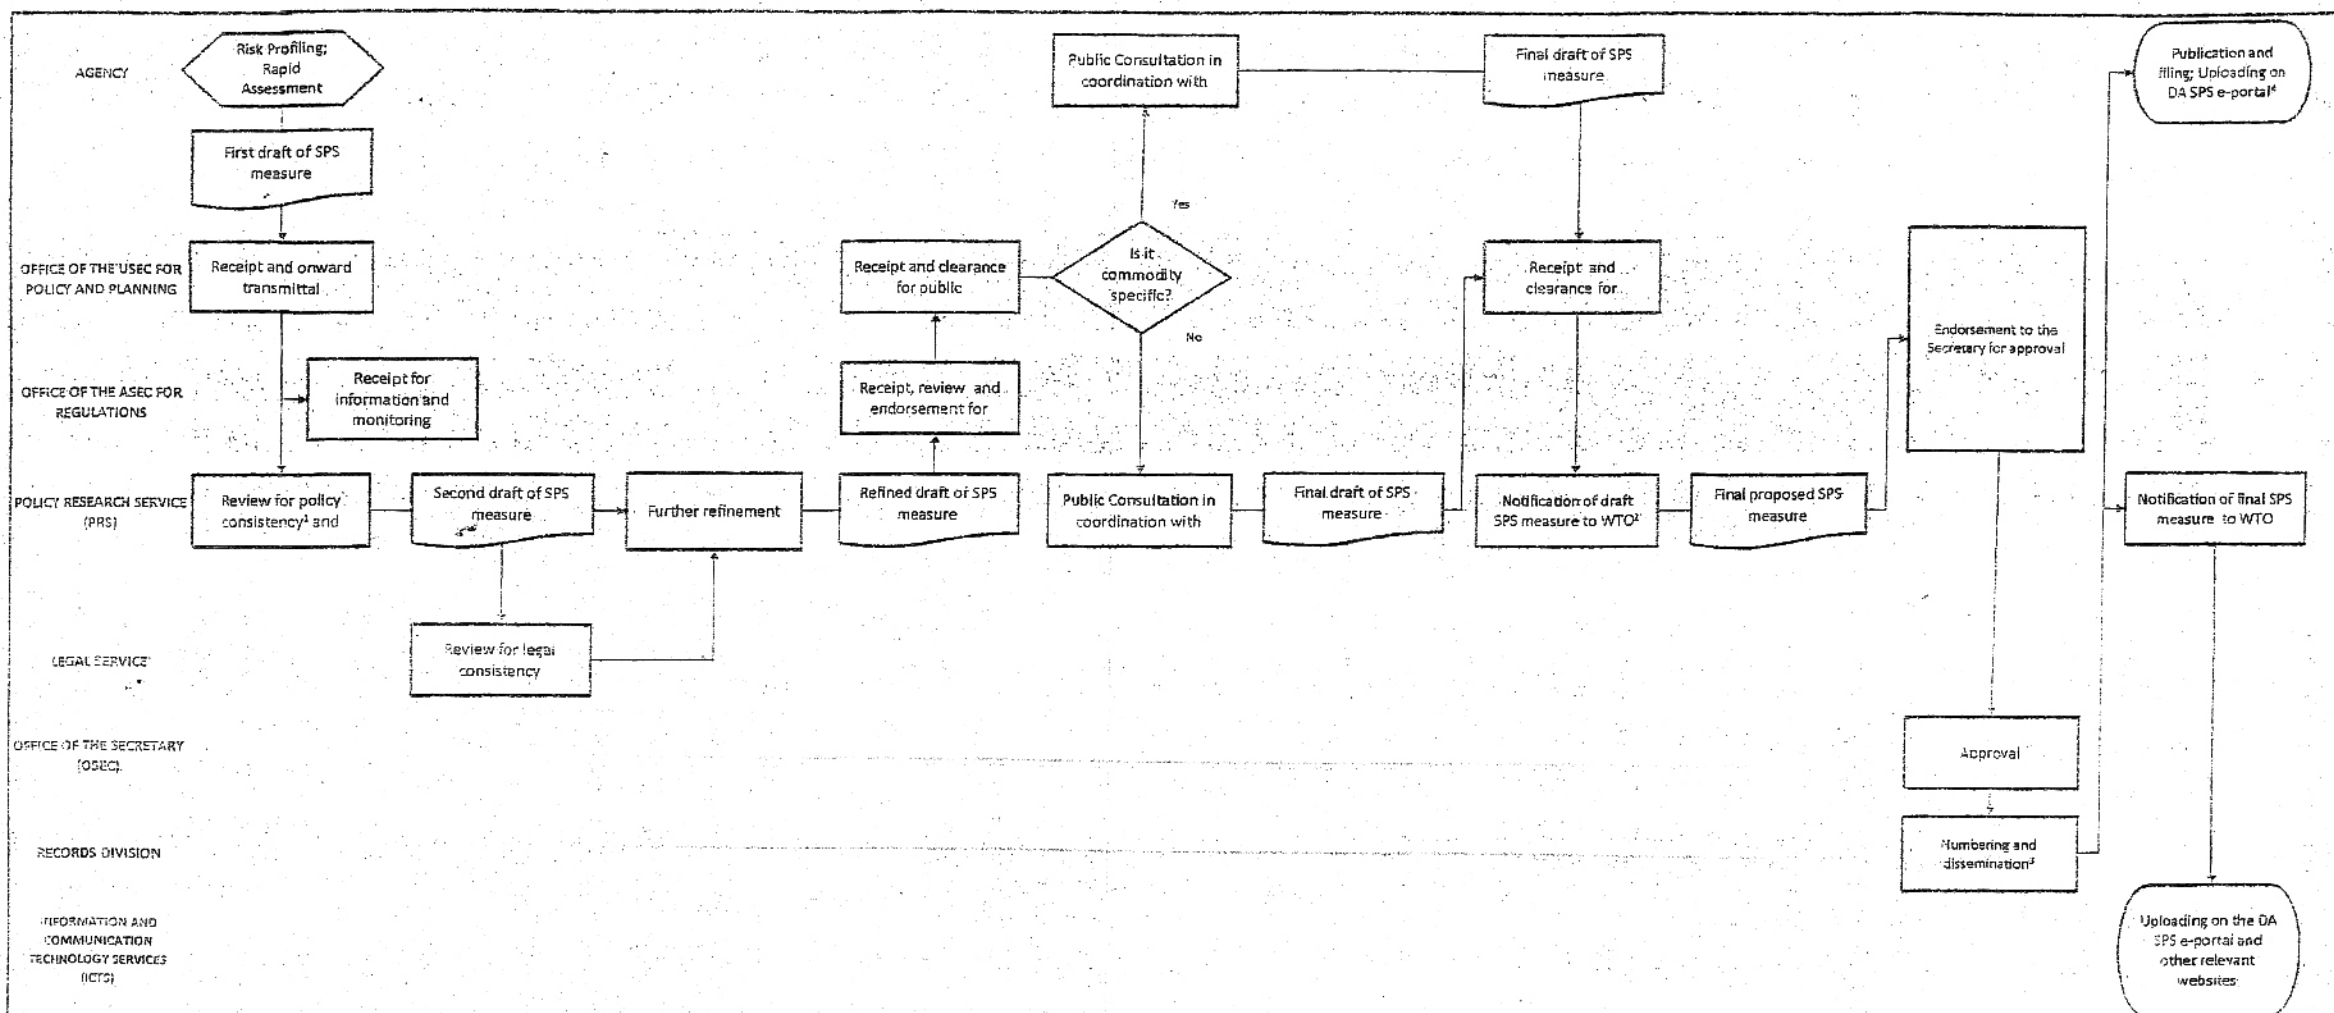 AGENCY
Risk Profiling;
Rapid
Assessment
First draft of SPS
measure
Public Consultation in
coordination with
Final draft of SPS
measure
Publication and
filing; Uploading on
DA SPS e-portal⁴
Yes
OFFICE OF THE USEC FOR
POLICY AND PLANNING
Receipt and onward
transmittal
Receipt and clearance
for public
Is it
commodity
specific?
Receipt and
clearance for
No
Endorsement to the
Secretary for approval
OFFICE OF THE ASEC FOR
REGULATIONS
Receipt for
information and
monitoring
Receipt, review and
endorsement for
POLICY RESEARCH SERVICE
(PRS)
Review for policy
consistency¹ and
Second draft of SPS
measure
Further refinement
Refined draft of SPS
measure
Public Consultation in
coordination with
Final draft of SPS
measure
Notification of draft
SPS measure to WTO²
Final proposed SPS
measure
Notification of final SPS
measure to WTO
LEGAL SERVICE
Review for legal
consistency
OFFICE OF THE SECRETARY
(OSEC)
Approval
RECORDS DIVISION
Numbering and
dissemination³
INFORMATION AND
COMMUNICATION
TECHNOLOGY SERVICES
(ICTS)
Uploading on the DA
SPS e-portal and
other relevant
websites